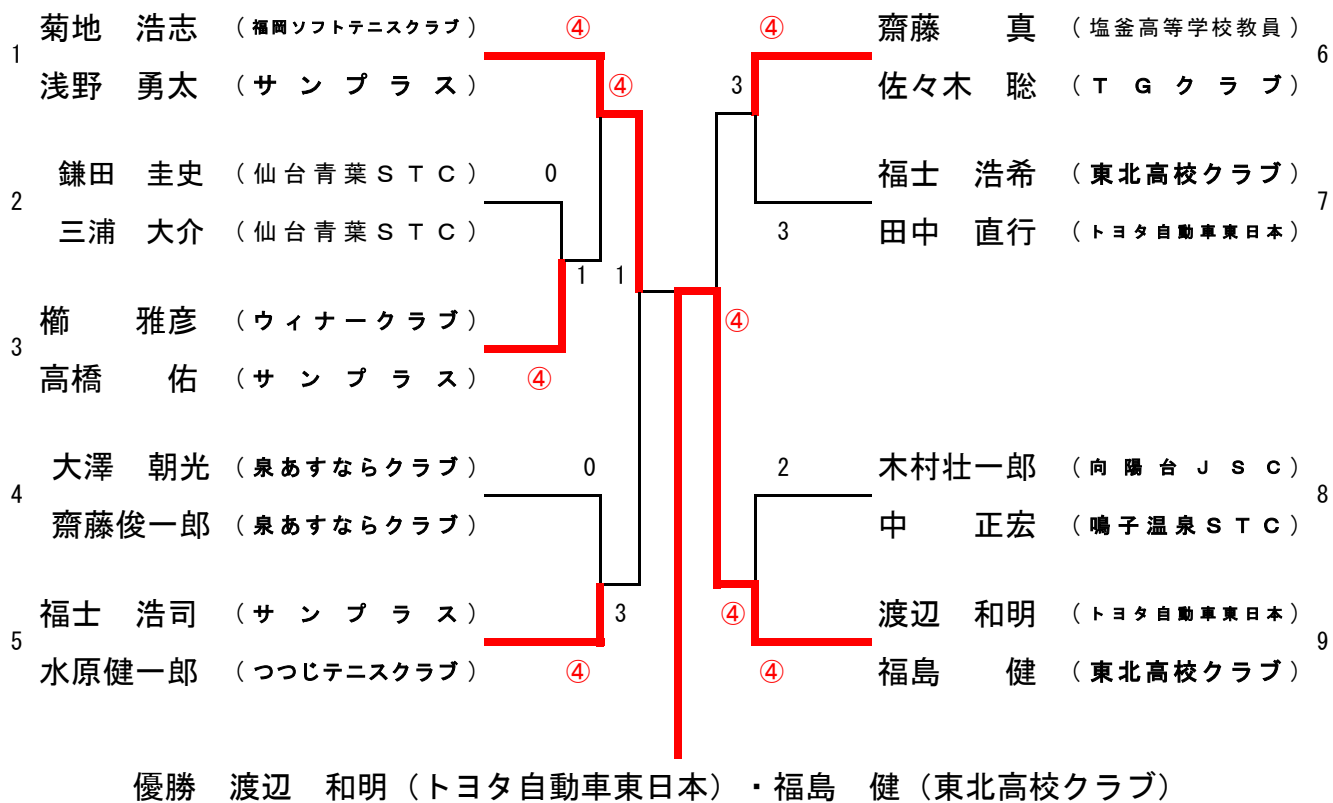 菊地　浩志 （福岡ソフトテニスクラブ） ④
1
浅野　勇太 （サンプラス） ④
鎌田　圭史 （仙台青葉ＳＴＣ） 0
2
三浦　大介 （仙台青葉ＳＴＣ）
1 1
櫛　　雅彦 （ウィナークラブ）
3
高橋　　佑 （サンプラス） ④
大澤　朝光 （泉あすならクラブ） 0
4
齋藤俊一郎 （泉あすならクラブ）
福士　浩司 （サンプラス） 3
5
水原健一郎 （つつじテニスクラブ） ④
④ 齋藤　　真 （塩釜高等学校教員）
6
3 佐々木　聡 （ＴＧクラブ）
福士　浩希 （東北高校クラブ）
7
3 田中　直行 （トヨタ自動車東日本）
④
2 木村壮一郎 （向陽台ＪＳＣ）
8
中　　正宏 （鳴子温泉ＳＴＣ）
④ 渡辺　和明 （トヨタ自動車東日本）
9
④ 福島　　健 （東北高校クラブ）
優勝　渡辺　和明（トヨタ自動車東日本）・福島　健（東北高校クラブ）